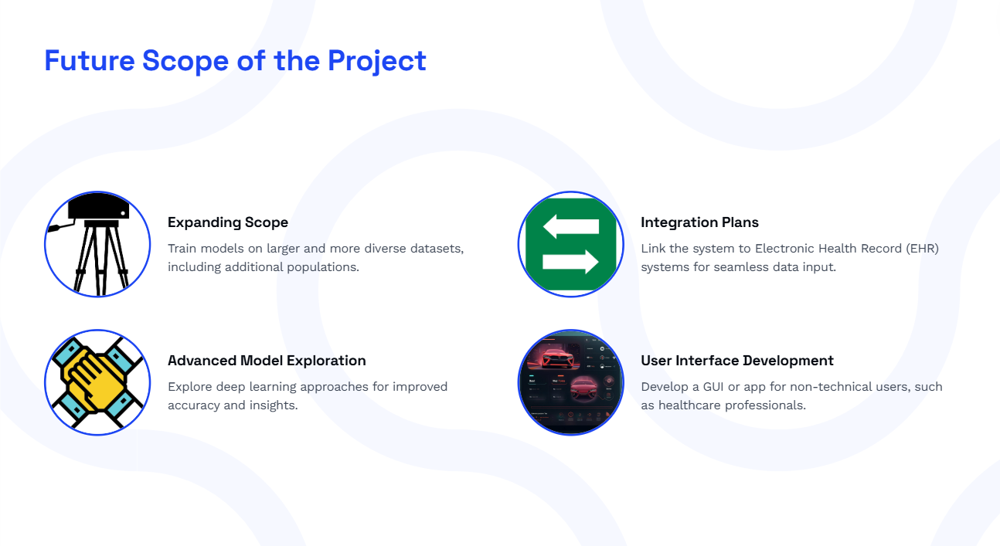 Future Scope of the Project
Expanding Scope
Train models on larger and more diverse datasets,
including additional populations.
Integration Plans
Link the system to Electronic Health Record (EHR)
systems for seamless data input.
Advanced Model Exploration
Explore deep learning approaches for improved
accuracy and insights.
User Interface Development
Develop a GUI or app for non-technical users, such
as healthcare professionals.